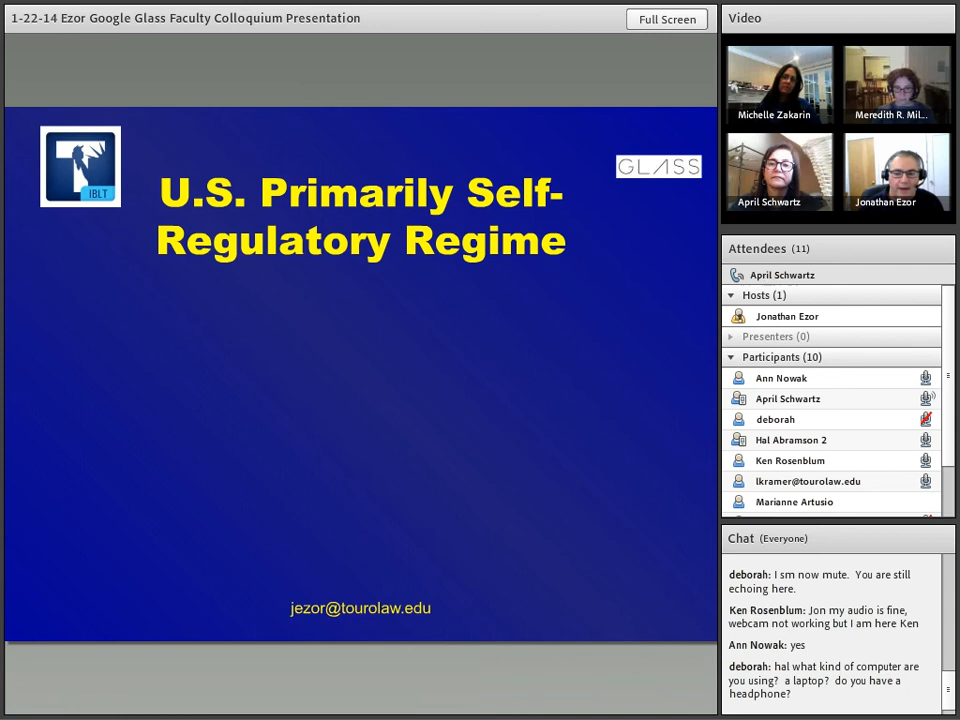 1-22-14 Ezor Google Glass Faculty Colloquium Presentation
Full Screen
IBLT
GLASS
U.S. Primarily Self-
Regulatory Regime
jezor@tourolaw.edu
Video
Michelle Zakarin
Meredith R. Mil...
April Schwartz
Jonathan Ezor
Attendees (11)
April Schwartz
Hosts (1)
Jonathan Ezor
Presenters (0)
Participants (10)
Ann Nowak
April Schwartz
deborah
Hal Abramson 2
Ken Rosenblum
lkramer@tourolaw.edu
Marianne Artusio
Chat (Everyone)
deborah: I sm now mute. You are still
echoing here.
Ken Rosenblum: Jon my audio is fine,
webcam not working but I am here Ken
Ann Nowak: yes
deborah: hal what kind of computer are
you using? a laptop? do you have a
headphone?